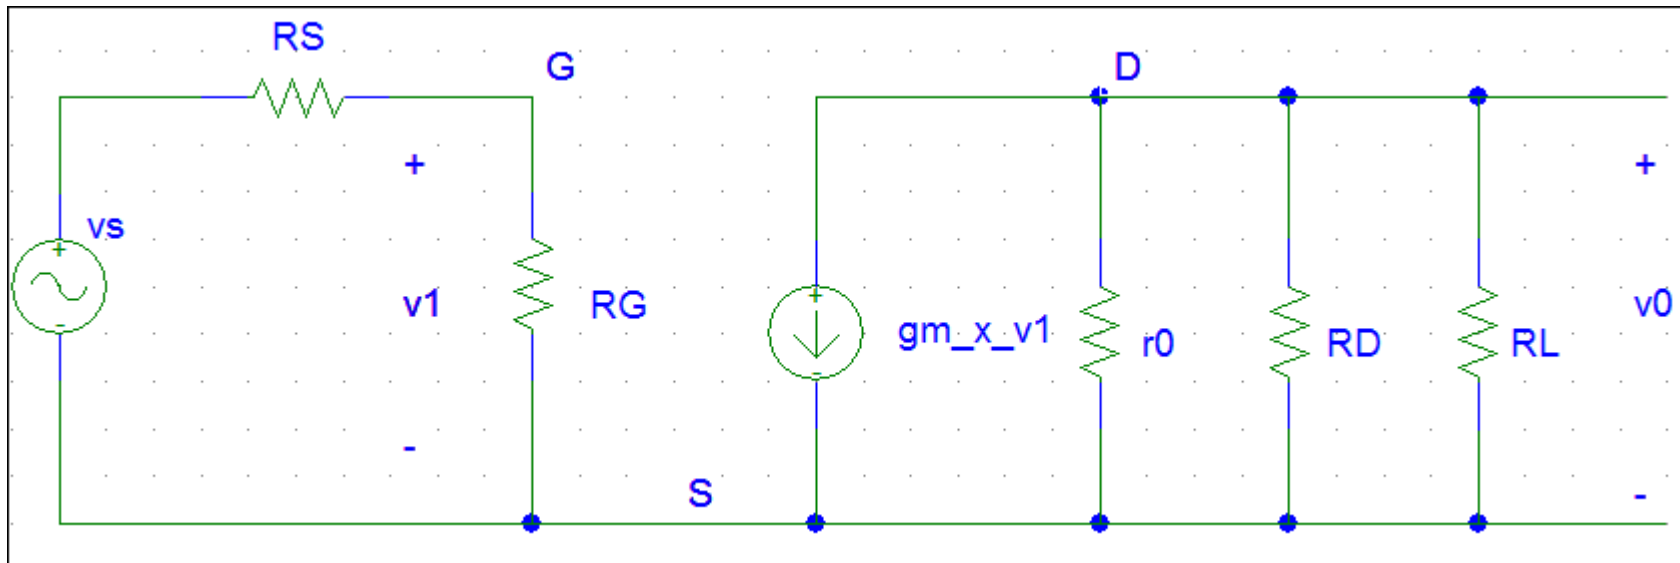 RS
G
D
+
+
vs
+
-
v1
RG
+
-
gm_x_v1
r0
RD
RL
v0
-
S
-